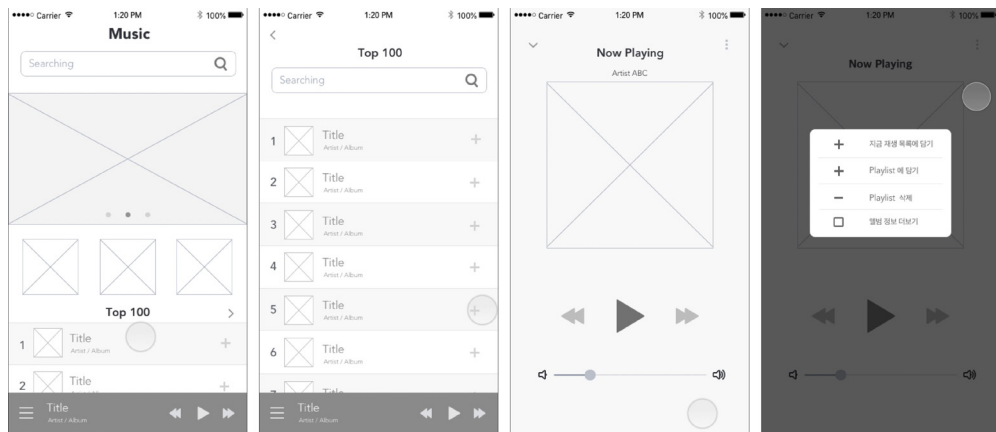 Carrier 1:20 PM 100%
Music
Searching
Top 100
1 Title
Artist / Album
2 Title
Title
Artist / Album
Carrier 1:20 PM 100%
Top 100
Searching
1 Title
Artist / Album
2 Title
Artist / Album
3 Title
Artist / Album
4 Title
Artist / Album
5 Title
Artist / Album
6 Title
Artist / Album
Title
Title
Artist / Album
Carrier 1:20 PM 100%
Now Playing
Artist ABC
Carrier 1:20 PM 100%
Now Playing
지금 재생 목록에 담기
Playlist 에 담기
Playlist 삭제
앨범 정보 더보기